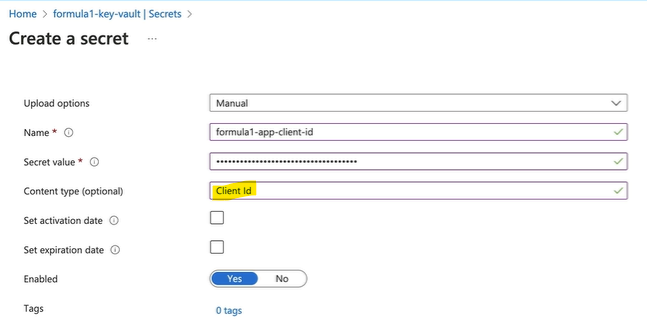 Home > formula1-key-vault | Secrets >
Create a secret ...
Upload options Manual
Name * formula1-app-client-id
Secret value * ••••••••••••••••••••••••••••••••••••
Content type (optional) Client Id
Set activation date
Set expiration date
Enabled Yes No
Tags 0 tags